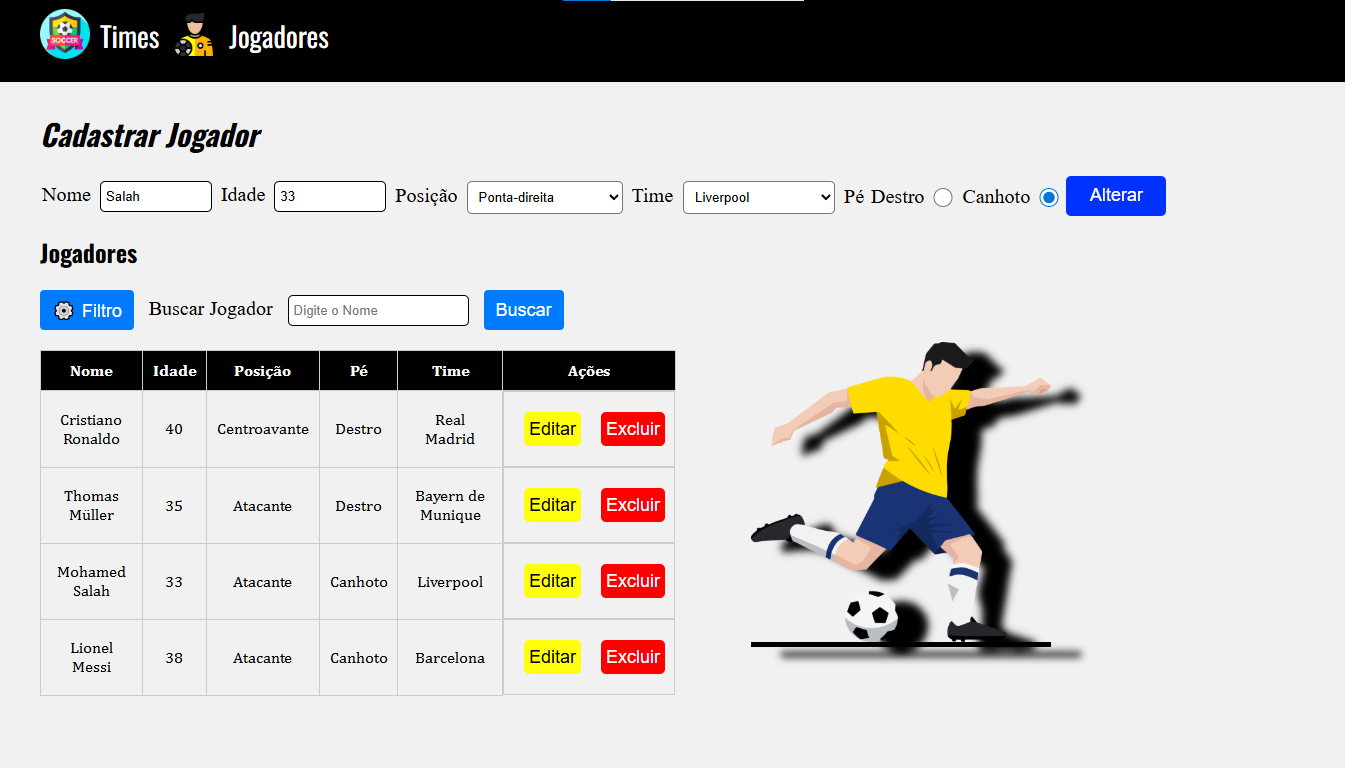 SOCCER
Times Jogadores
Cadastrar Jogador
Nome Salah Idade 33 Posição Ponta-direita Time Liverpool Pé Destro Canhoto Alterar
Jogadores
Filtro Buscar Jogador Digite o Nome Buscar
Nome Idade Posição Pé Time Ações
Cristiano Ronaldo 40 Centroavante Destro Real Madrid Editar Excluir
Thomas Müller 35 Atacante Destro Bayern de Munique Editar Excluir
Mohamed Salah 33 Atacante Canhoto Liverpool Editar Excluir
Lionel Messi 38 Atacante Canhoto Barcelona Editar Excluir